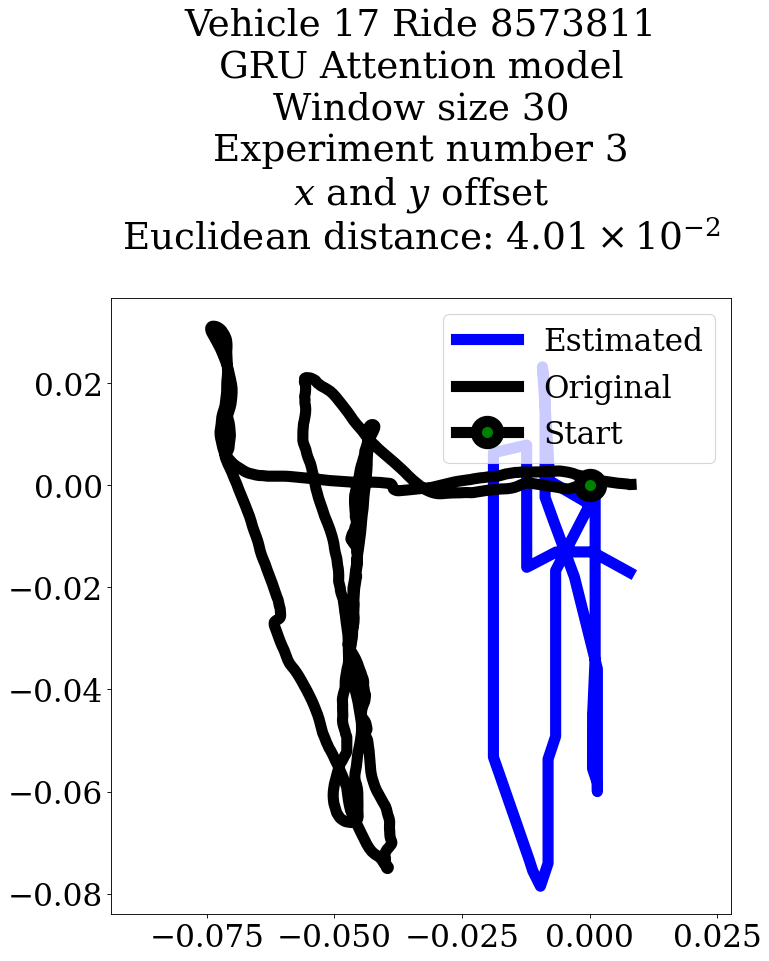 Vehicle 17 Ride 8573811
GRU Attention model
Window size 30
Experiment number 3
x and y offset
Euclidean distance: 4.01 × 10⁻²
Estimated
Original
Start
0.02
0.00
−0.02
−0.04
−0.06
−0.08
−0.075 −0.050 −0.025 0.000 0.025